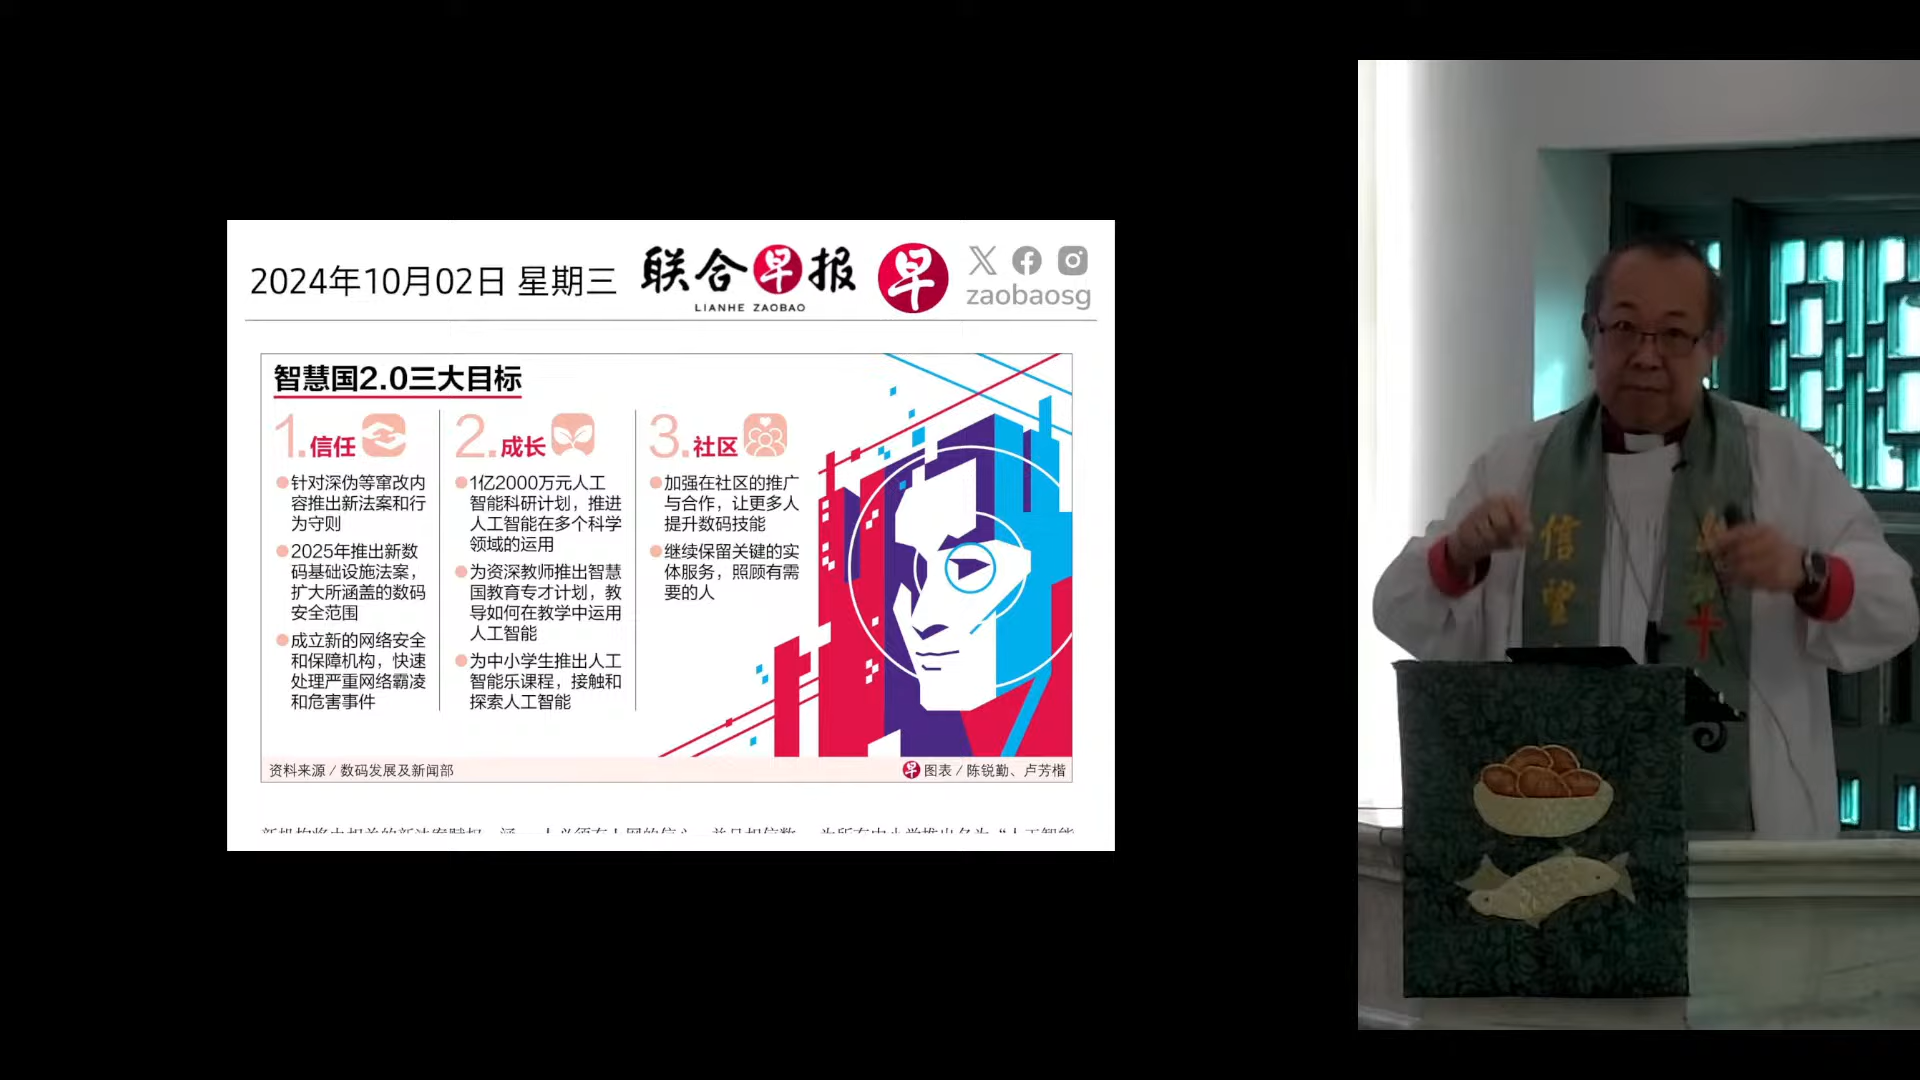 2024年10月02日 星期三
联合早报
LIANHE ZAOBAO
早
zaobaosg
智慧国2.0三大目标
1.信任
针对深伪等窜改内
容推出新法案和行
为守则
2025年推出新数
码基础设施法案，
扩大所涵盖的数码
安全范围
成立新的网络安全
和保障机构，快速
处理严重网络霸凌
和危害事件
2.成长
1亿2000万元人工
智能科研计划，推进
人工智能在多个科学
领域的运用
为资深教师推出智慧
国教育专才计划，教
导如何在教学中运用
人工智能
为中小学生推出人工
智能乐课程，接触和
探索人工智能
3.社区
加强在社区的推广
与合作，让更多人
提升数码技能
继续保留关键的实
体服务，照顾有需
要的人
资料来源／数码发展及新闻部
早 图表／陈锐勤、卢芳楷
信
望